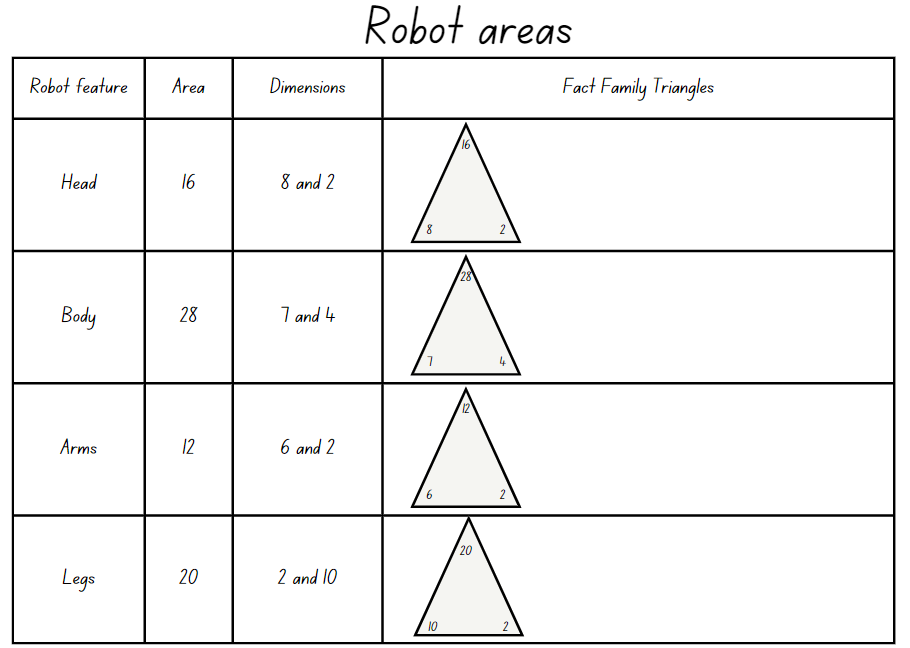 Robot areas
Robot feature Area Dimensions Fact Family Triangles
16
Head 16 8 and 2
8 2
28
Body 28 7 and 4
7 4
12
Arms 12 6 and 2
6 2
20
Legs 20 2 and 10
10 2